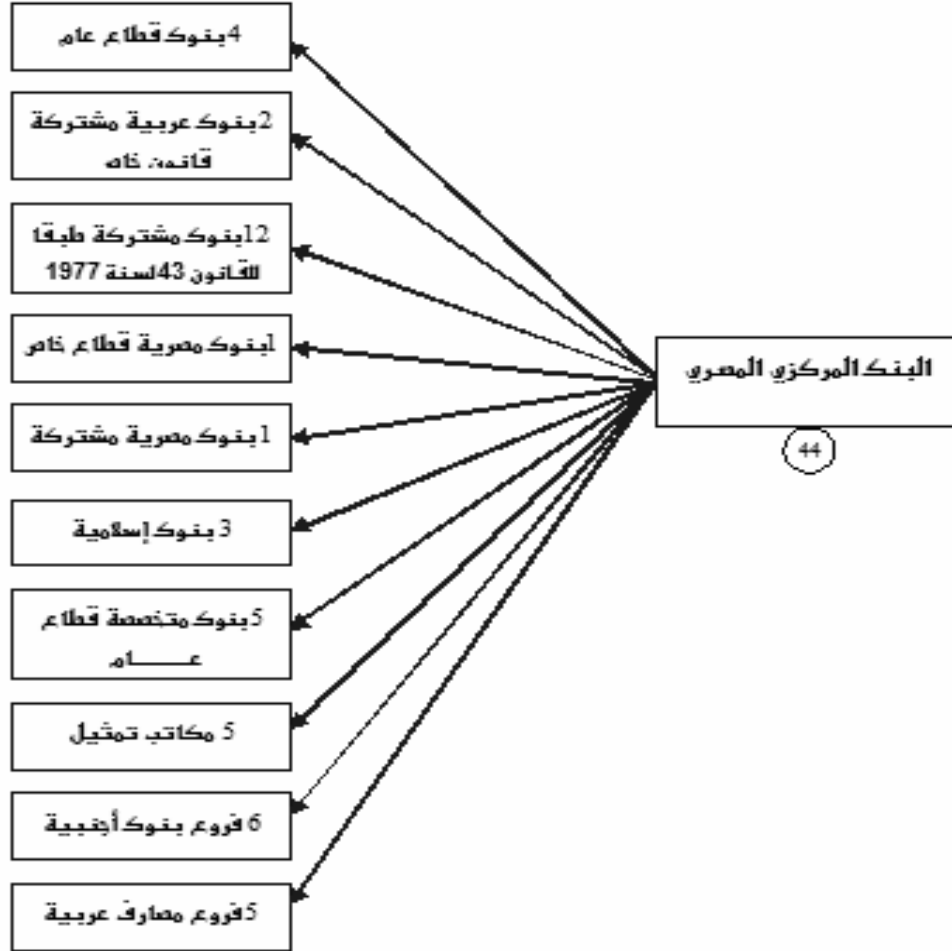 4بنوك قطاع عام
2بنوك عربية مشتركة
قانون خاص
12بنوك مشتركة طبقا
للقانون 43لسنة 1977
1بنوك مصرية قطاع خاص
1بنوك مصرية مشتركة
3 بنوك إسلامية
5بنوك متخصصة قطاع
عـــــام
5 مكاتب تمثيل
6 فروع بنوك أجنبية
5فروع مصارف عربية
البنك المركزي المصري
44